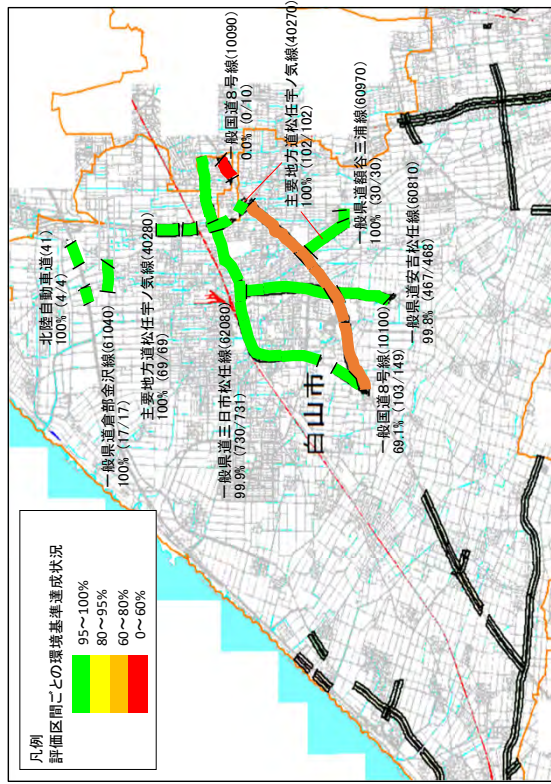 凡例
評価区間ごとの環境基準達成状況
95～100%
80～95%
60～80%
0～60%
北陸自動車道(41)
100% (4/4)
一般県道倉部金沢線(61040)
100% (17/17)
主要地方道松任宇ノ気線(40280)
100% (69/69)
一般県道三日市松任線(62080)
99.9% (730/731)
白山市
一般国道8号線(10100)
69.1% (103/149)
一般国道8号線(10090)
0.0% (0/10)
主要地方道松任宇ノ気線(40270)
100% (102/102)
一般県道額谷三浦線(60970)
100% (30/30)
一般県道安吉松任線(60810)
99.8% (467/468)